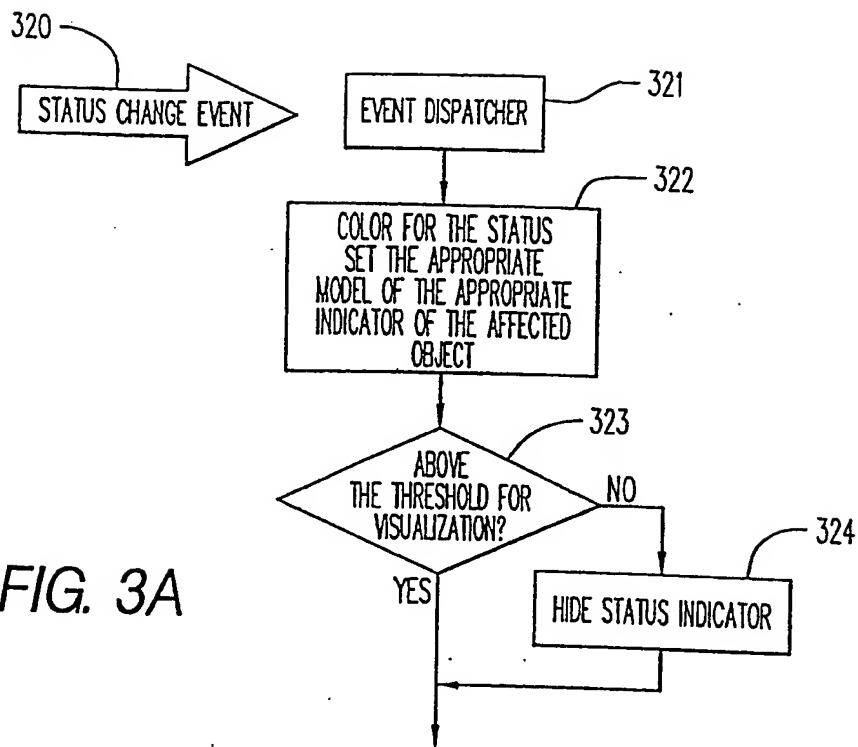 320
STATUS CHANGE EVENT
EVENT DISPATCHER
321
322
COLOR FOR THE STATUS
SET THE APPROPRIATE
MODEL OF THE APPROPRIATE
INDICATOR OF THE AFFECTED
OBJECT
323
ABOVE
THE THRESHOLD FOR
VISUALIZATION?
NO
324
YES
HIDE STATUS INDICATOR
FIG. 3A